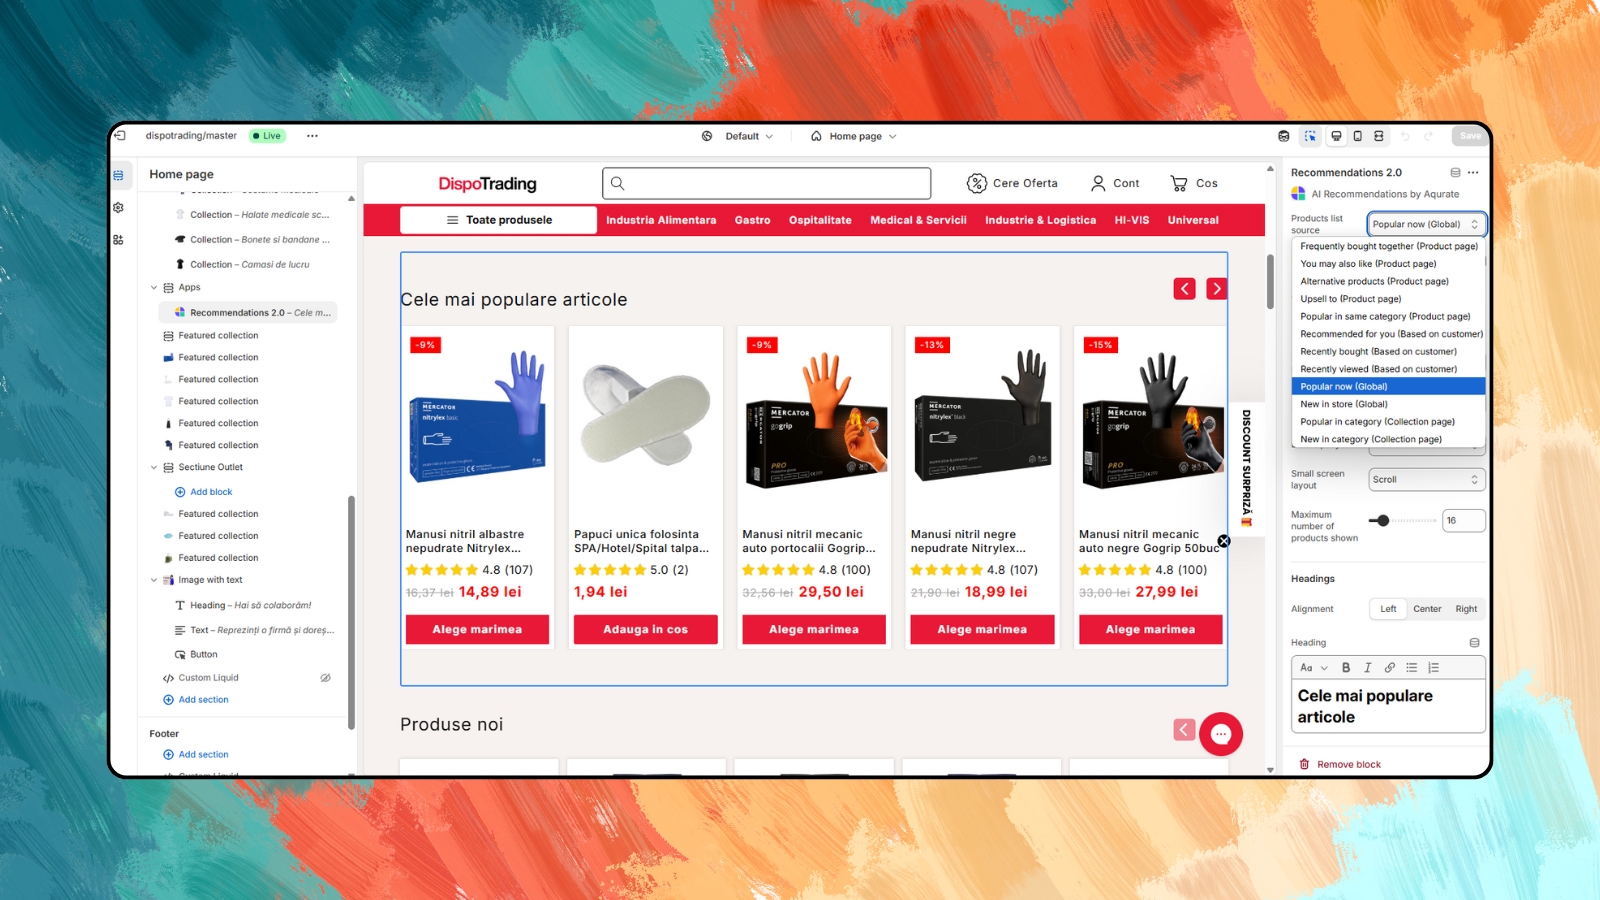 dispotrading/master
Live
Default
Home page
Save
Home page
Collection – Halate medicale sc...
Collection – Bonete si bandane ...
Collection – Camasi de lucru
Apps
Recommendations 2.0 – Cele m...
Featured collection
Featured collection
Featured collection
Featured collection
Featured collection
Featured collection
Sectiune Outlet
Add block
Featured collection
Featured collection
Featured collection
Image with text
Heading – Hai să colaborăm!
Text – Reprezinți o firmă și doreș...
Button
Custom Liquid
Add section
Footer
Add section
Custom Liquid
DispoTrading
Cere Oferta
Cont
Cos
Toate produsele
Industria Alimentara
Gastro
Ospitalitate
Medical & Servicii
Industrie & Logistica
HI-VIS
Universal
Cele mai populare articole
-9%
MERCATOR
nitrylex basic
Manusi nitril albastre
nepudrate Nitrylex...
4.8 (107)
16,37 lei 14,89 lei
Alege marimea
Papuci unica folosinta
SPA/Hotel/Spital talpa...
5.0 (2)
1,94 lei
Adauga in cos
-9%
MERCATOR
gogrip
PRO
Manusi nitril mecanic
auto portocalii Gogrip...
4.8 (100)
32,56 lei 29,50 lei
Alege marimea
-13%
MERCATOR
nitrylex black
Manusi nitril negre
nepudrate Nitrylex...
4.8 (107)
21,90 lei 18,99 lei
Alege marimea
-15%
MERCATOR
gogrip
PRO
Manusi nitril mecanic
auto negre Gogrip 50buc
4.8 (100)
33,00 lei 27,99 lei
Alege marimea
DISCOUNT SURPRIZĂ
Produse noi
Recommendations 2.0
AI Recommendations by Aqurate
Products list
source
Popular now (Global)
Frequently bought together (Product page)
You may also like (Product page)
Alternative products (Product page)
Upsell to (Product page)
Popular in same category (Product page)
Recommended for you (Based on customer)
Recently bought (Based on customer)
Recently viewed (Based on customer)
Popular now (Global)
New in store (Global)
Popular in category (Collection page)
New in category (Collection page)
Small screen
layout
Scroll
Maximum
number of
products shown
16
Headings
Alignment
Left
Center
Right
Heading
Aa
B
I
Cele mai populare
articole
Remove block